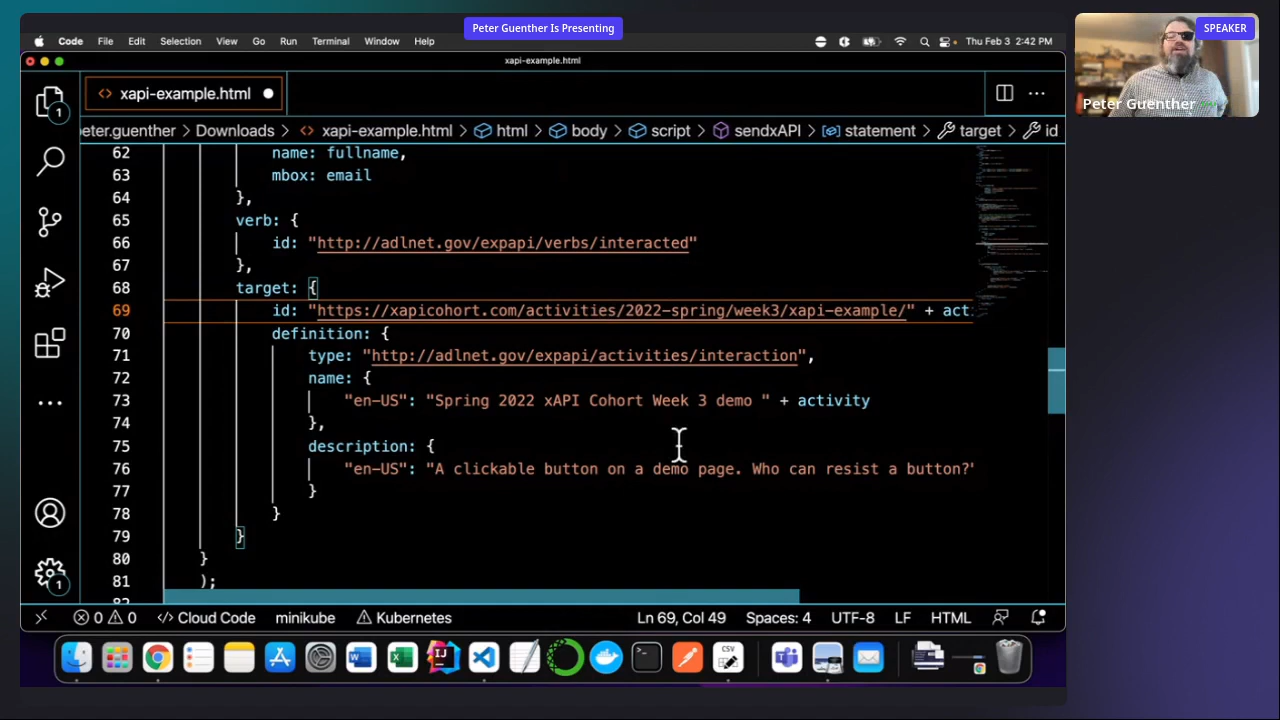 Peter Guenther Is Presenting
SPEAKER
Peter Guenther
Code File Edit Selection View Go Run Terminal Window Help Thu Feb 3 2:42 PM
xapi-example.html
xapi-example.html
eter.guenther Downloads xapi-example.html html body script sendxAPI statement target id
62 name: fullname,
63 mbox: email
64 },
65 verb: {
66 id: "http://adlnet.gov/expapi/verbs/interacted"
67 },
68 target: {
69 id: "https://xapicohort.com/activities/2022-spring/week3/xapi-example/" + act
70 definition: {
71 type: "http://adlnet.gov/expapi/activities/interaction",
72 name: {
73 "en-US": "Spring 2022 xAPI Cohort Week 3 demo " + activity
74 },
75 description: {
76 "en-US": "A clickable button on a demo page. Who can resist a button?"
77 }
78 }
79 }
80 }
81 );
82
1
1
0 0 Cloud Code minikube Kubernetes Ln 69, Col 49 Spaces: 4 UTF-8 LF HTML
CSV